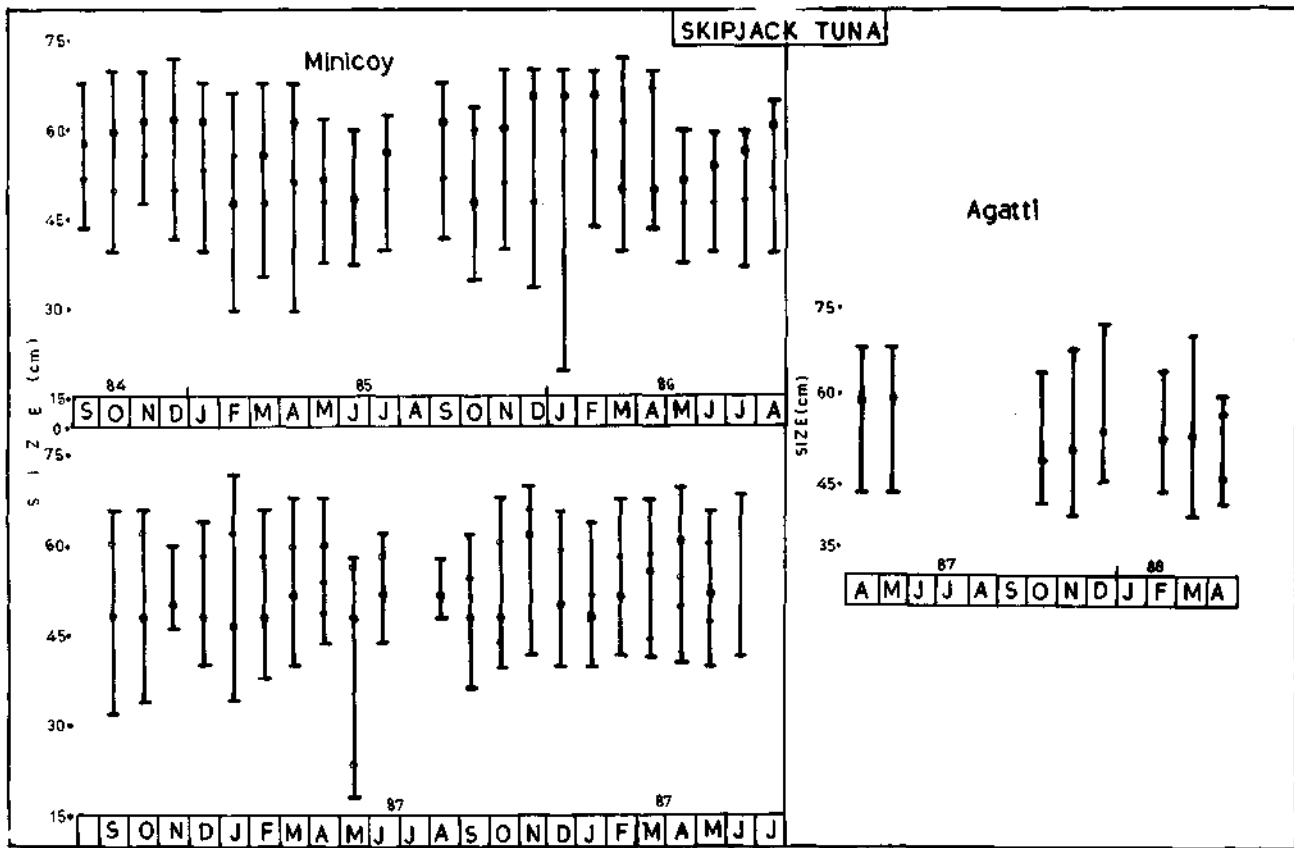 SKIPJACK TUNA
Minicoy
75
60
45
30
15
0
SIZE (cm)
84 85 86
S O N D J F M A M J J A S O N D J F M A M J J A
75
60
45
30
15
87 87
S O N D J F M A M J J A S O N D J F M A M J J
Agatti
75
60
45
35
SIZE(cm)
87 88
A M J J A S O N D J F M A